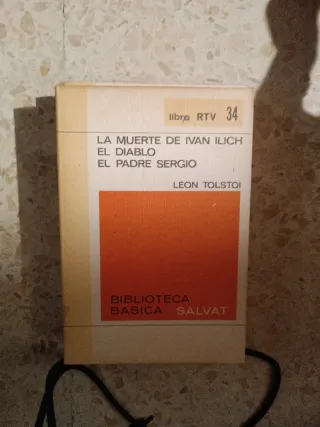 libro RTV 34
LA MUERTE DE IVAN ILICH
EL DIABLO
EL PADRE SERGIO
LEON TOLSTOI
BIBLIOTECA
BASICA SALVAT